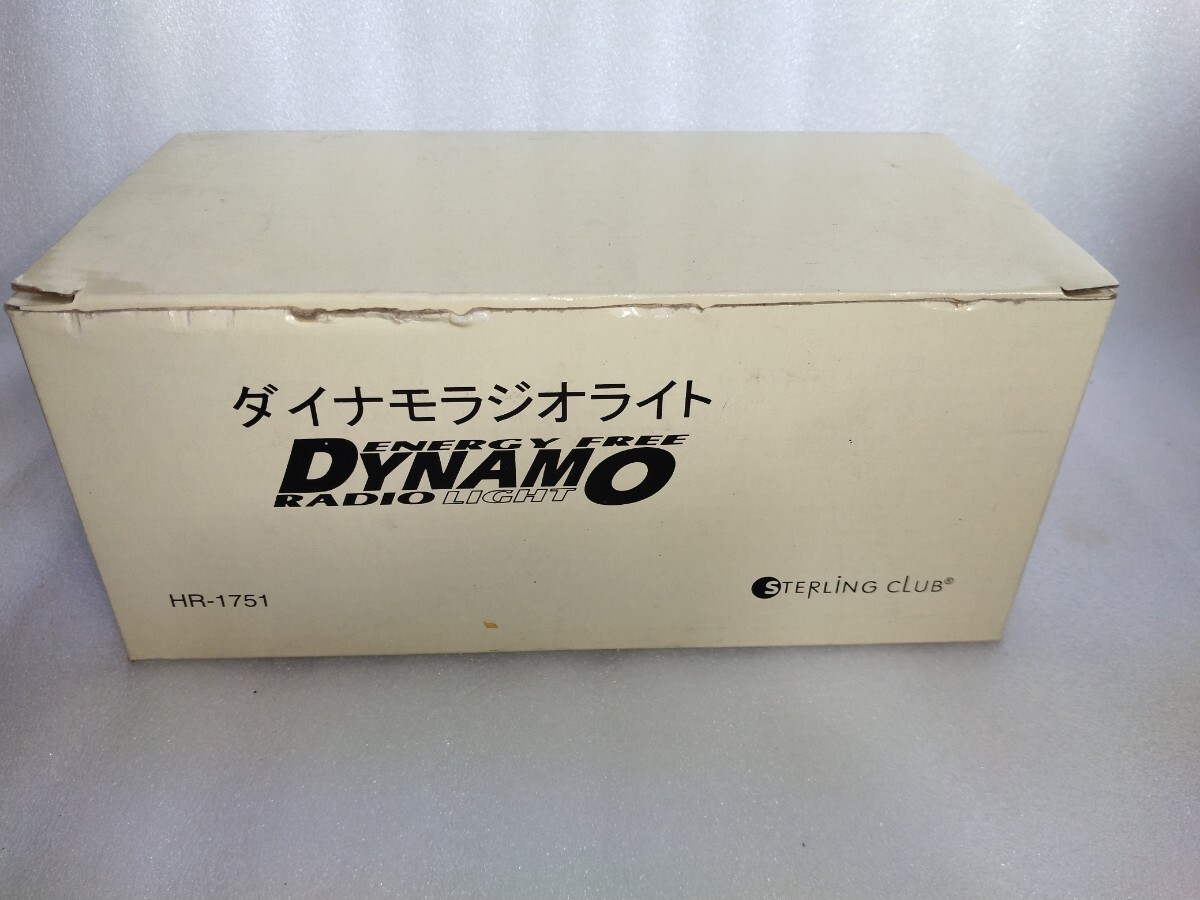 ダイナモラジオライト
ENERGY FREE
DYNAMO
RADIO LIGHT
HR-1751
STERLING CLUB®